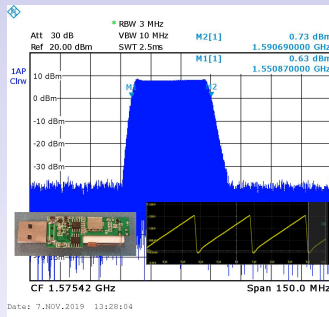 * RBW 3 MHz
Att 30 dB VBW 10 MHz M2[1] 0.73 dBm
Ref 20.00 dBm SWT 2.5ms 1.590690000 GHz
M1[1] 0.63 dBm
1.550870000 GHz
1AP
Clrw
10 dBm
0 dBm
-10 dBm
-20 dBm
-30 dBm
CF 1.57542 GHz Span 150.0 MHz
Date: 7.NOV.2019 13:28:04